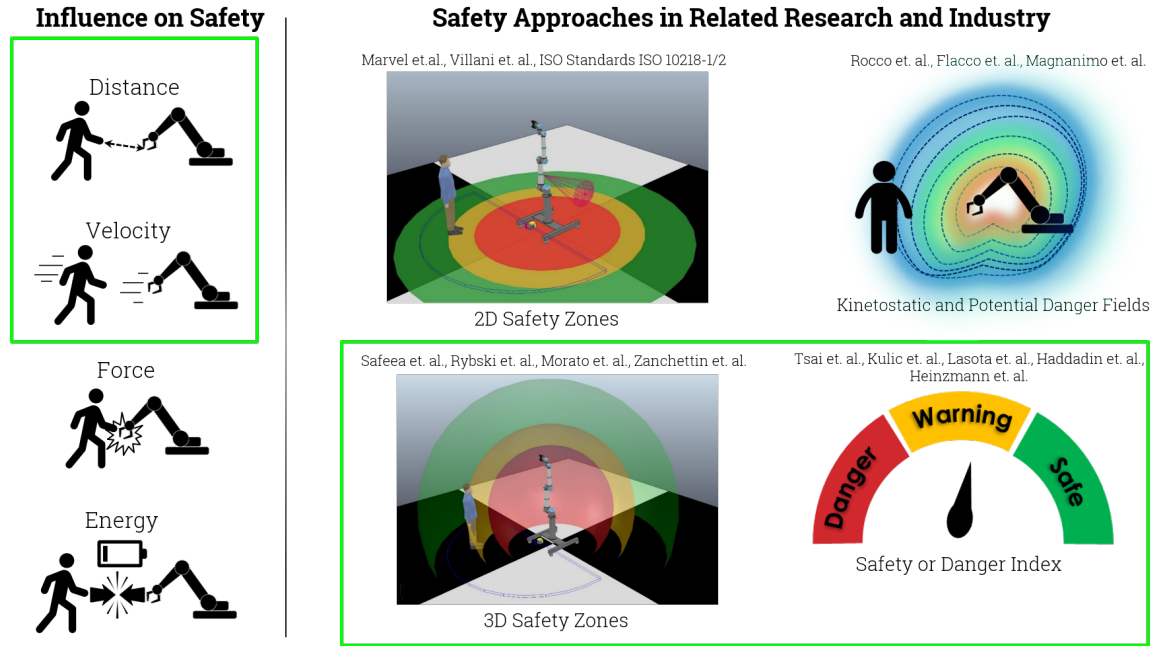 Influence on Safety
Distance
Velocity
Force
Energy
Safety Approaches in Related Research and Industry
Marvel et.al., Villani et. al., ISO Standards ISO 10218-1/2
2D Safety Zones
Rocco et. al., Flacco et. al., Magnanimo et. al.
Kinetostatic and Potential Danger Fields
Safeea et. al., Rybski et. al., Morato et. al., Zanchettin et. al.
3D Safety Zones
Tsai et. al., Kulic et. al., Lasota et. al., Haddadin et. al.,
Heinzmann et. al.
Danger
Warning
Safe
Safety or Danger Index